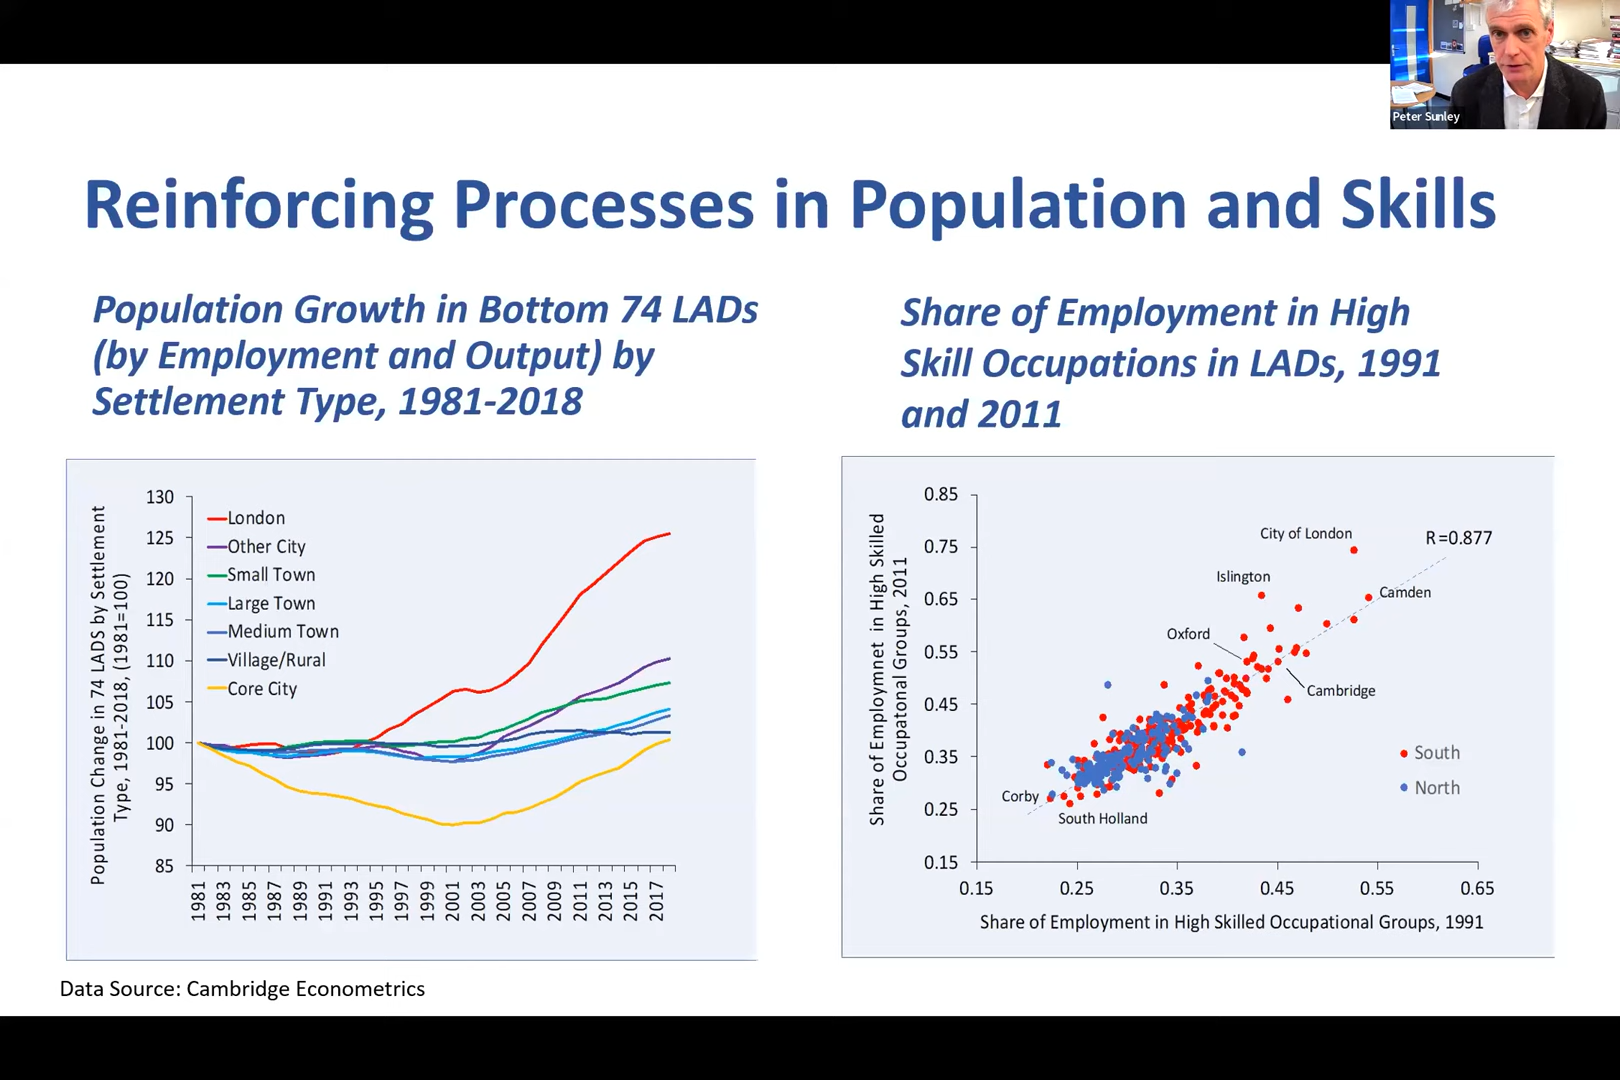 Peter Sunley
Reinforcing Processes in Population and Skills
Population Growth in Bottom 74 LADs
(by Employment and Output) by
Settlement Type, 1981-2018
Share of Employment in High
Skill Occupations in LADs, 1991
and 2011
Population Change in 74 LADS by Settlement
Type, 1981-2018, (1981=100)
130
125
120
115
110
105
100
95
90
85
London
Other City
Small Town
Large Town
Medium Town
Village/Rural
Core City
1981
1983
1985
1987
1989
1991
1993
1995
1997
1999
2001
2003
2005
2007
2009
2011
2013
2015
2017
Share of Employmnet in High Skilled
Occupatonal Groups, 2011
0.85
0.75
0.65
0.55
0.45
0.35
0.25
0.15
City of London
R=0.877
Islington
Camden
Oxford
Cambridge
South
North
Corby
South Holland
0.15
0.25
0.35
0.45
0.55
0.65
Share of Employment in High Skilled Occupational Groups, 1991
Data Source: Cambridge Econometrics